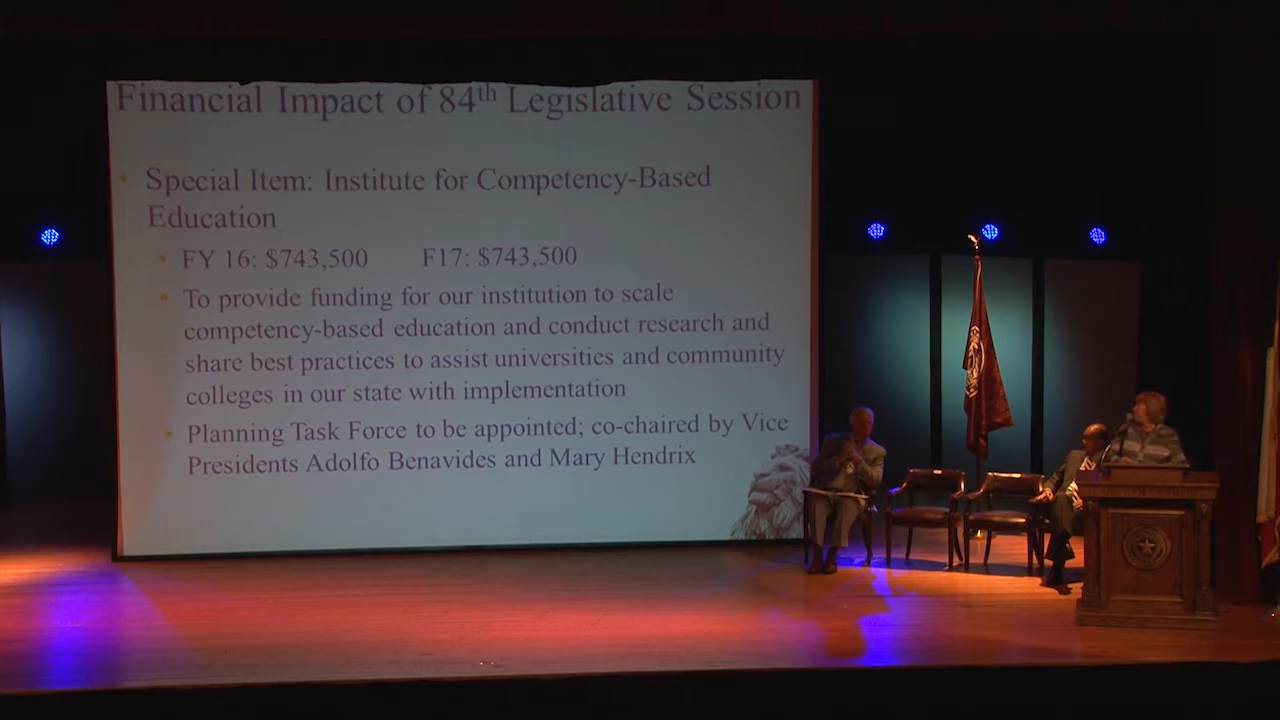 Financial Impact of 84th Legislative Session
Special Item: Institute for Competency-Based
Education
FY 16: $743,500 F17: $743,500
To provide funding for our institution to scale
competency-based education and conduct research and
share best practices to assist universities and community
colleges in our state with implementation
Planning Task Force to be appointed; co-chaired by Vice
Presidents Adolfo Benavides and Mary Hendrix